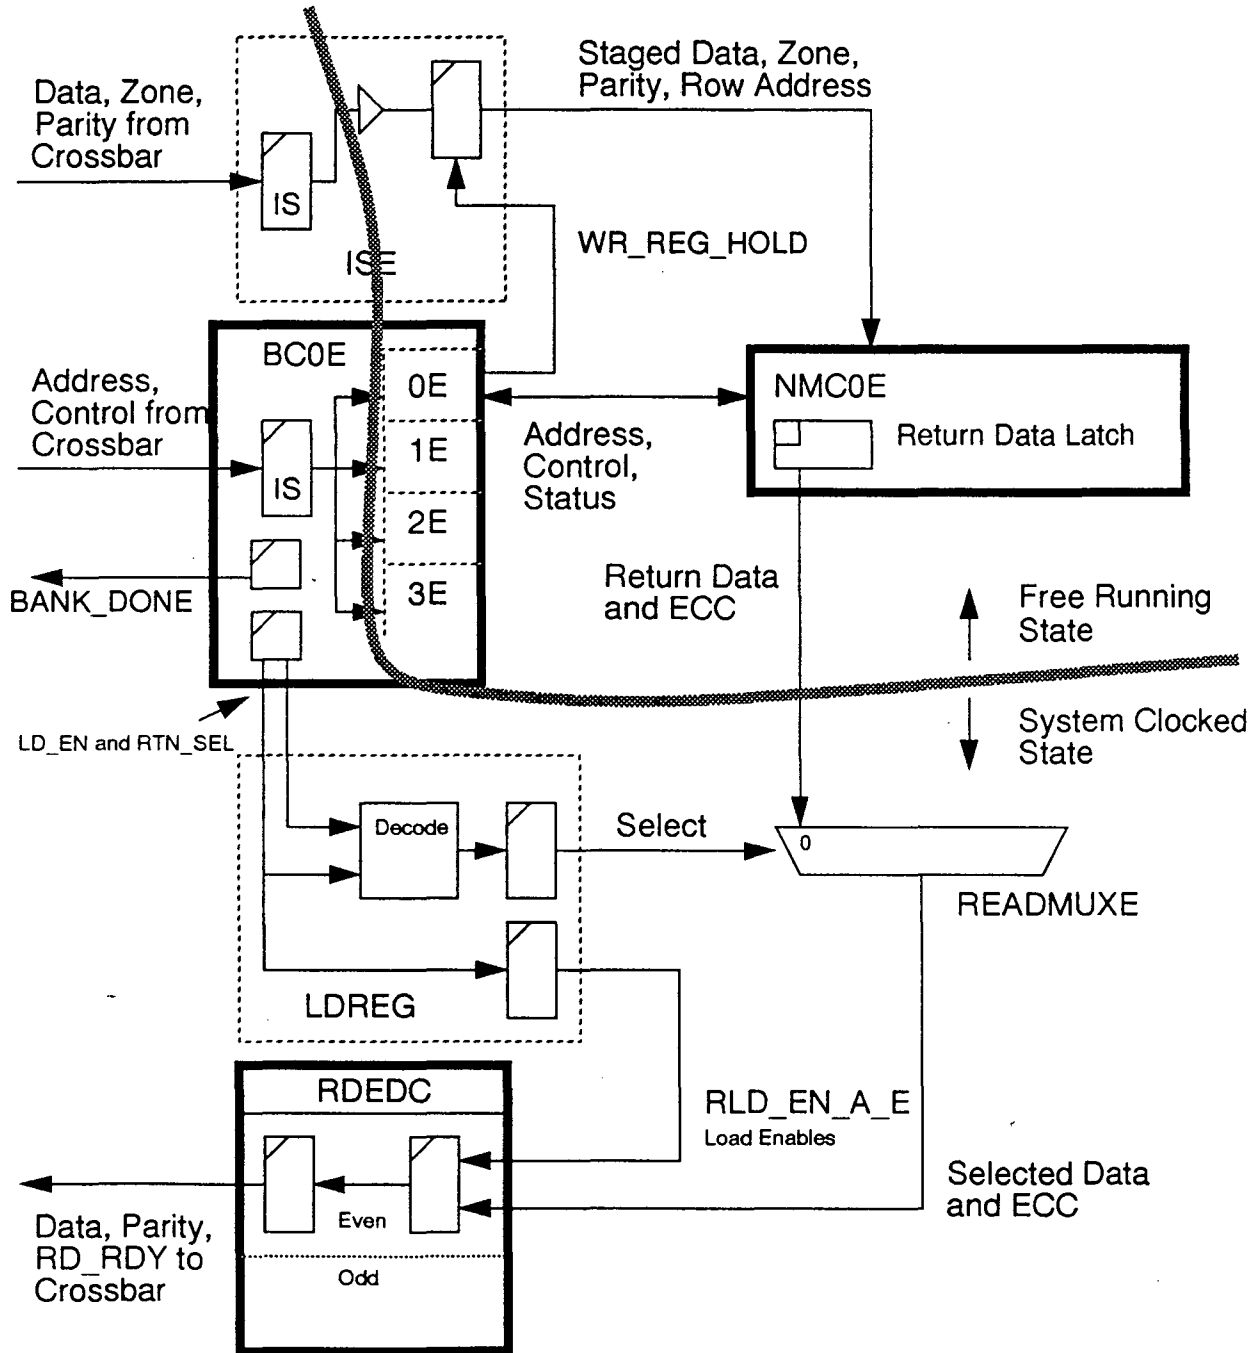 Staged Data, Zone,
Parity, Row Address
Data, Zone,
Parity from
Crossbar
IS
ISE
WR_REG_HOLD
BC0E
Address,
Control from
Crossbar
IS
0E
1E
2E
3E
Address,
Control,
Status
NMC0E
Return Data Latch
BANK_DONE
Return Data
and ECC
Free Running
State
System Clocked
State
LD_EN and RTN_SEL
Decode
Select
0
READMUXE
LDREG
RDEDC
RLD_EN_A_E
Load Enables
Selected Data
and ECC
Even
Odd
Data, Parity,
RD_RDY to
Crossbar